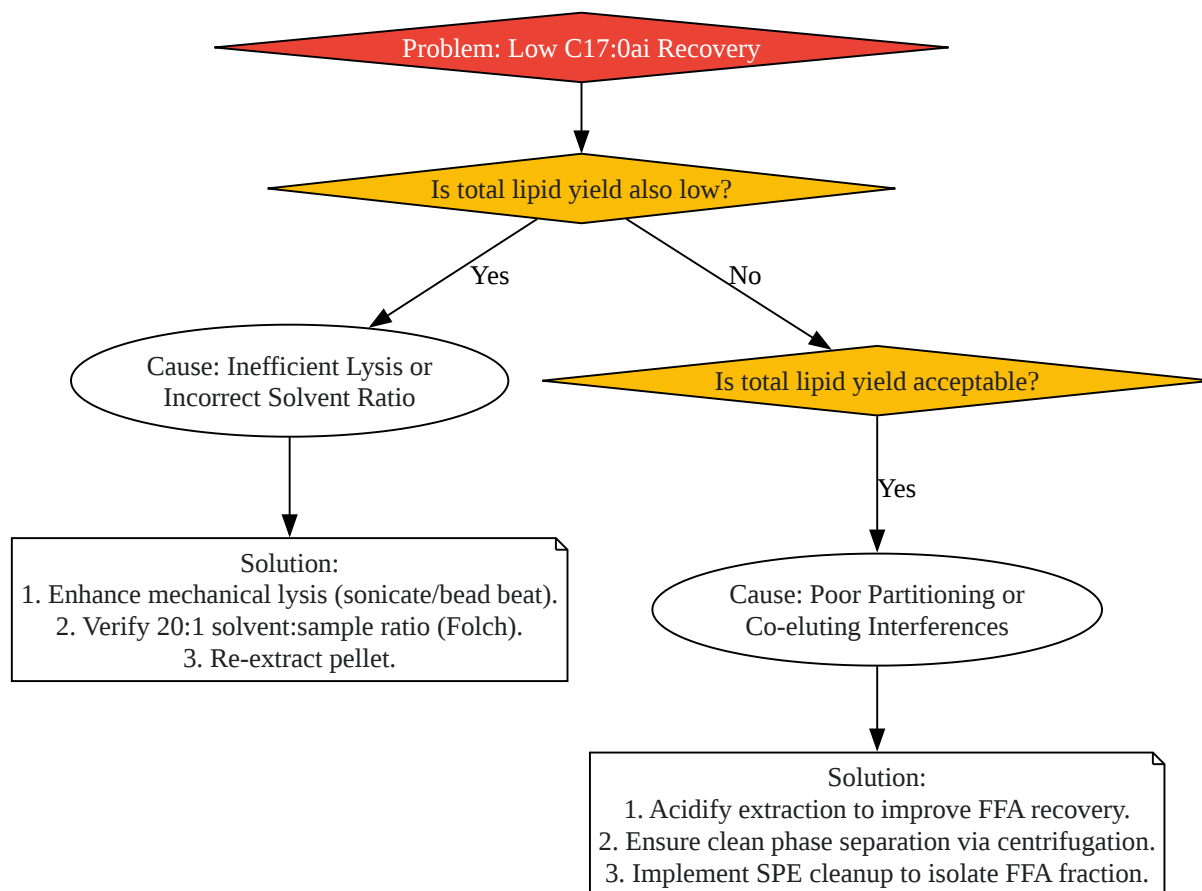 Problem: Low C17:0ai Recovery
Is total lipid yield also low?
Yes
No
Cause: Inefficient Lysis or
Incorrect Solvent Ratio
Is total lipid yield acceptable?
Yes
Solution:
1. Enhance mechanical lysis (sonicate/bead beat).
2. Verify 20:1 solvent:sample ratio (Folch).
3. Re-extract pellet.
Cause: Poor Partitioning or
Co-eluting Interferences
Solution:
1. Acidify extraction to improve FFA recovery.
2. Ensure clean phase separation via centrifugation.
3. Implement SPE cleanup to isolate FFA fraction.